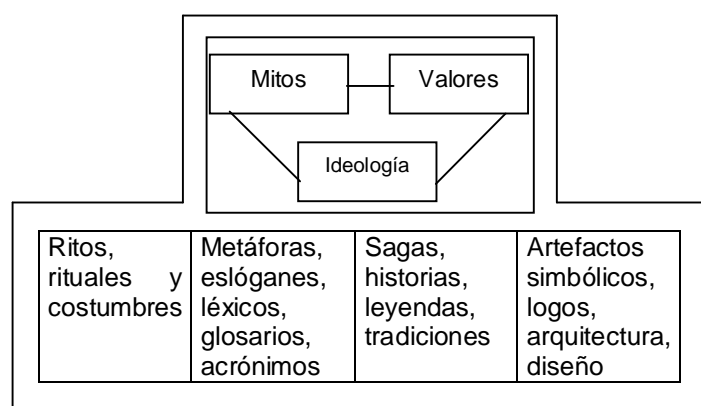 Mitos
Valores
Ideología
Ritos,
rituales y
costumbres
Metáforas,
eslóganes,
léxicos,
glosarios,
acrónimos
Sagas,
historias,
leyendas,
tradiciones
Artefactos
simbólicos,
logos,
arquitectura,
diseño